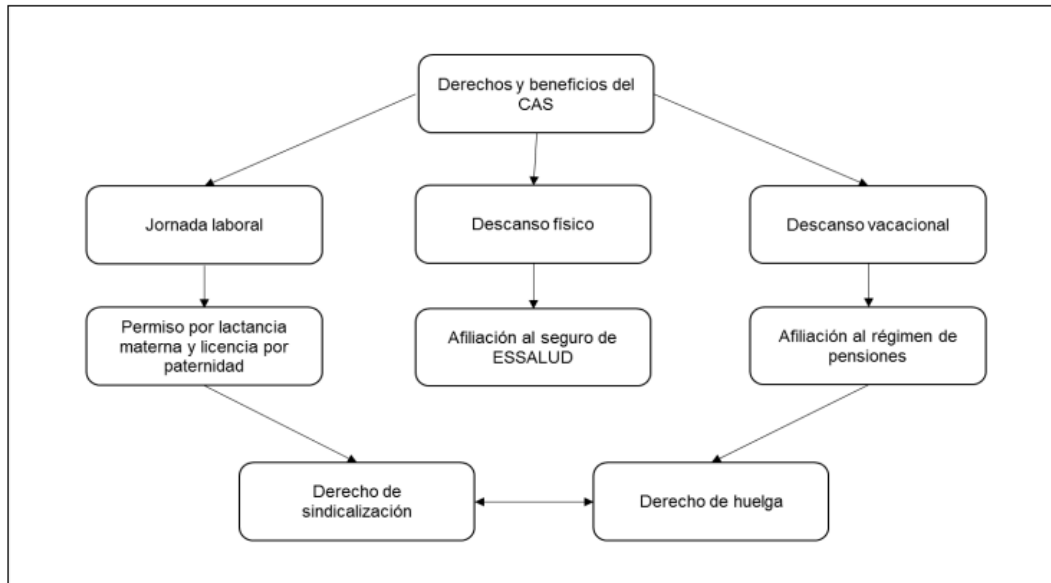 Derechos y beneficios del
CAS
Jornada laboral
Descanso físico
Descanso vacacional
Permiso por lactancia
materna y licencia por
paternidad
Afiliación al seguro de
ESSALUD
Afiliación al régimen de
pensiones
Derecho de
sindicalización
Derecho de huelga